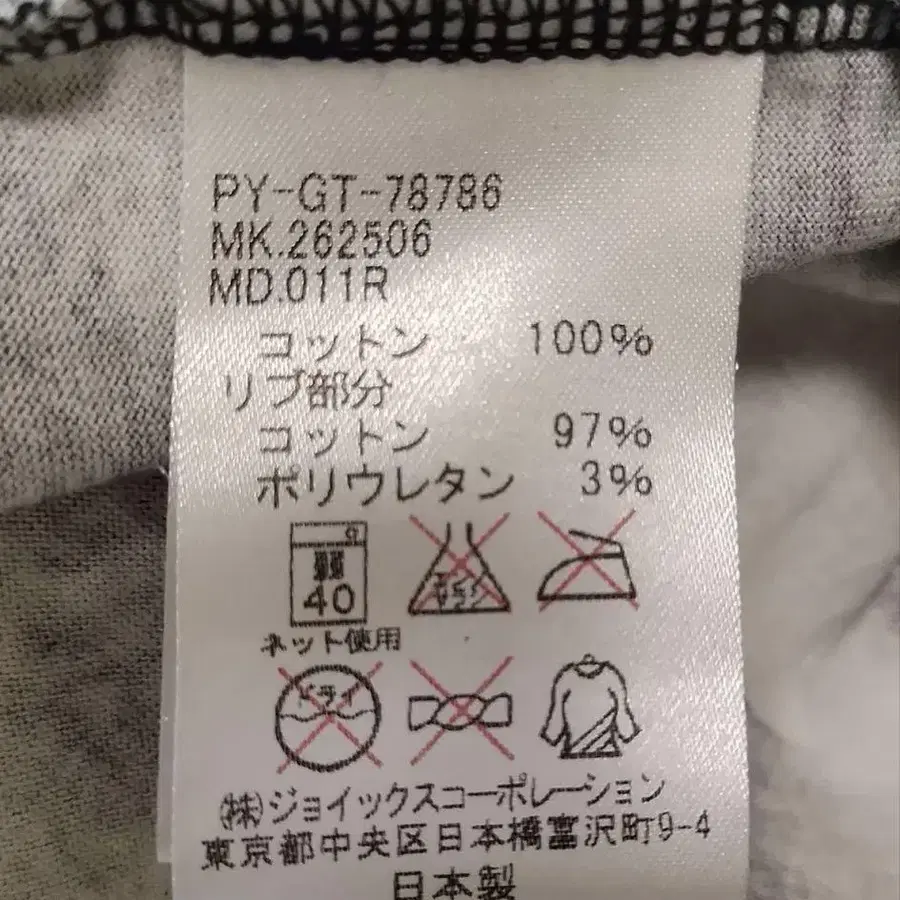 PY-GT-78786
MK.262506
MD.011R
コットン 100%
リブ部分
コットン 97%
ポリウレタン 3%
40
ネット使用
ドライ
㈱ジョイックスコーポレーション
東京都中央区日本橋富沢町9-4
日本製